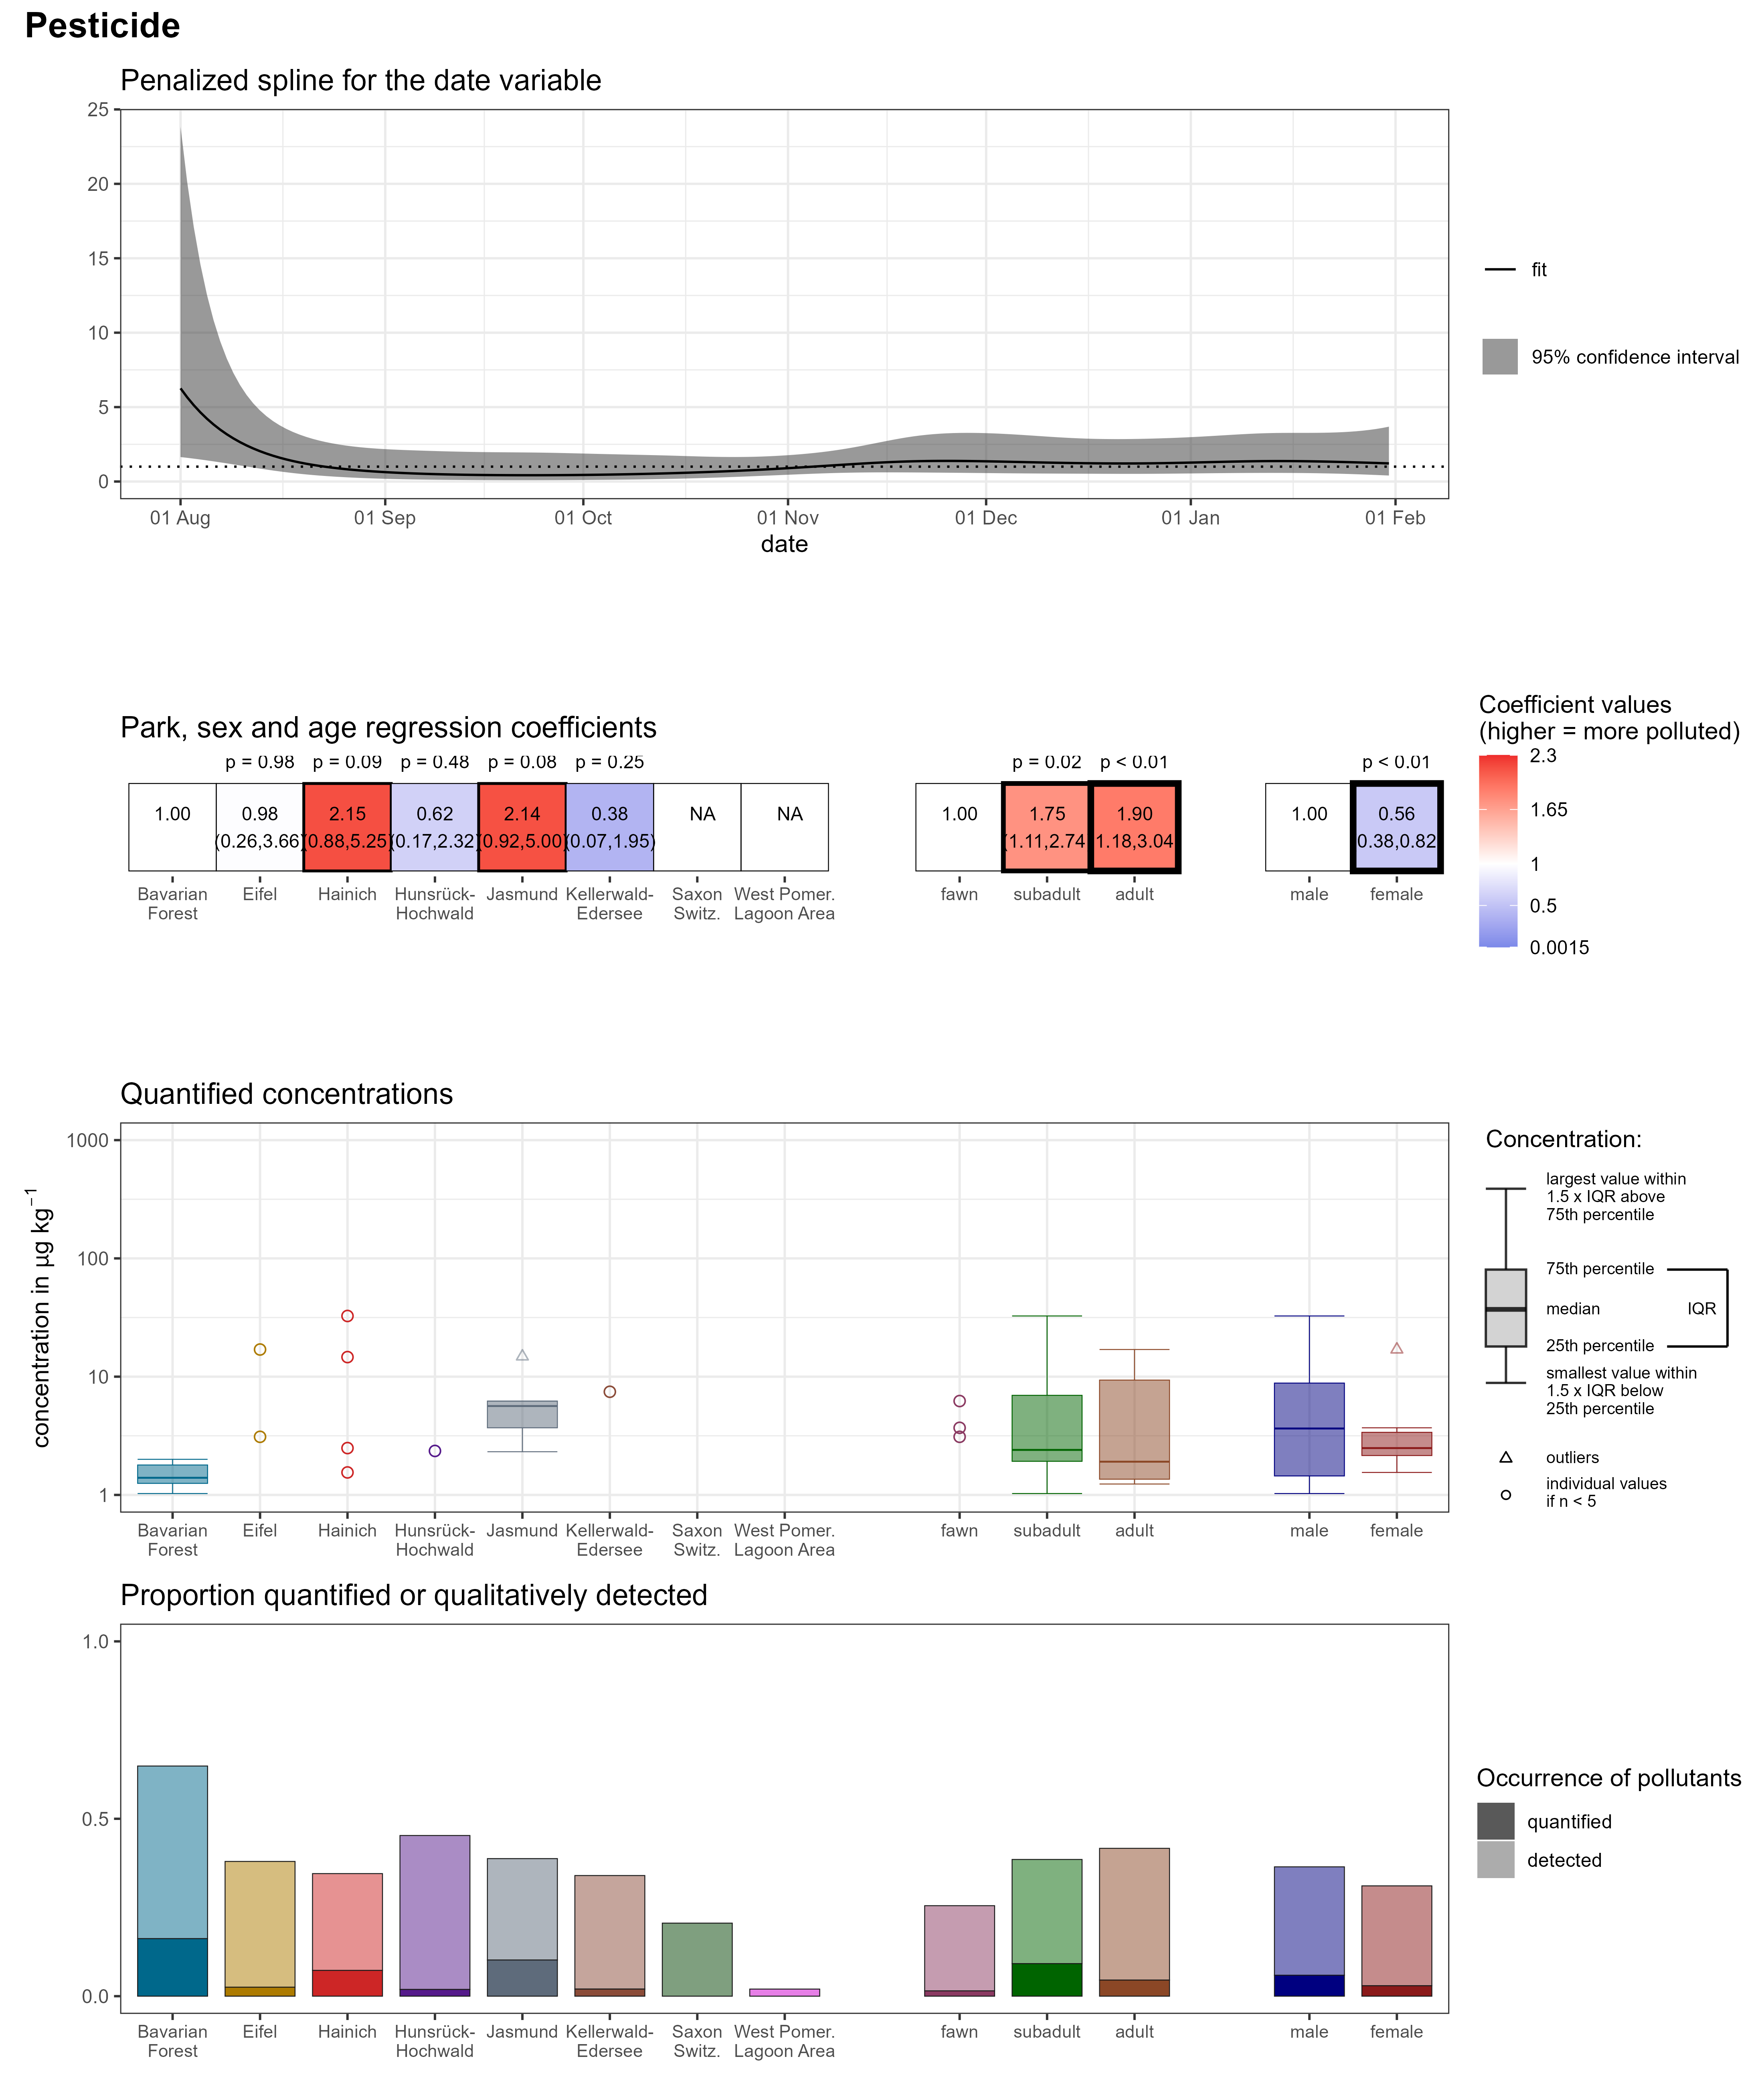 Pesticide
Penalized spline for the date variable
25
20
15
10
5
0
01 Aug 01 Sep 01 Oct 01 Nov 01 Dec 01 Jan 01 Feb
date
fit
95% confidence interval
Park, sex and age regression coefficients
p = 0.98 p = 0.09 p = 0.48 p = 0.08 p = 0.25 p = 0.02 p < 0.01 p < 0.01
1.00 0.98 2.15 0.62 2.14 0.38 NA NA 1.00 1.75 1.90 1.00 0.56
(0.26,3.66) (0.88,5.25) (0.17,2.32) (0.92,5.00) (0.07,1.95) (1.11,2.74 1.18,3.04 0.38,0.82
Bavarian Eifel Hainich Hunsrück- Jasmund Kellerwald- Saxon West Pomer. fawn subadult adult male female
Forest Hochwald Edersee Switz. Lagoon Area
Coefficient values
(higher = more polluted)
2.3
1.65
1
0.5
0.0015
Quantified concentrations
concentration in µg kg⁻¹
1000
100
10
1
Bavarian Eifel Hainich Hunsrück- Jasmund Kellerwald- Saxon West Pomer. fawn subadult adult male female
Forest Hochwald Edersee Switz. Lagoon Area
Concentration:
largest value within
1.5 x IQR above
75th percentile
75th percentile
median IQR
25th percentile
smallest value within
1.5 x IQR below
25th percentile
outliers
individual values
if n < 5
Proportion quantified or qualitatively detected
1.0
0.5
0.0
Bavarian Eifel Hainich Hunsrück- Jasmund Kellerwald- Saxon West Pomer. fawn subadult adult male female
Forest Hochwald Edersee Switz. Lagoon Area
Occurrence of pollutants
quantified
detected